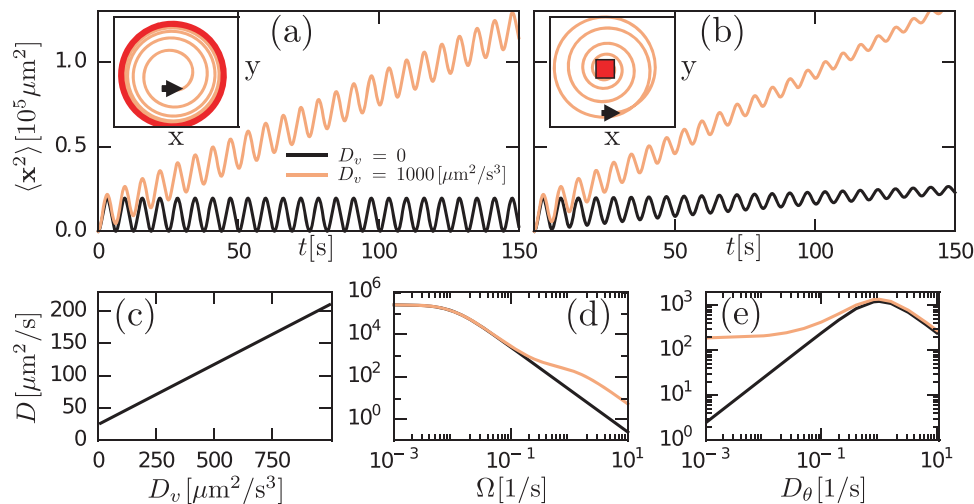 (a)
y
x
⟨x²⟩ [10⁵ μm²]
1.0
0.5
0.0
D_v = 0
D_v = 1000 [μm²/s³]
0 50 100 150
t[s]
(b)
y
x
50 100 150
t[s]
(c)
D [μm²/s]
200
150
100
50
0
0 250 500 750
D_v [μm²/s³]
(d)
10⁶
10⁴
10²
10⁰
10⁻³ 10⁻¹ 10¹
Ω [1/s]
(e)
10³
10²
10¹
10⁰
10⁻³ 10⁻¹ 10¹
D_θ [1/s]